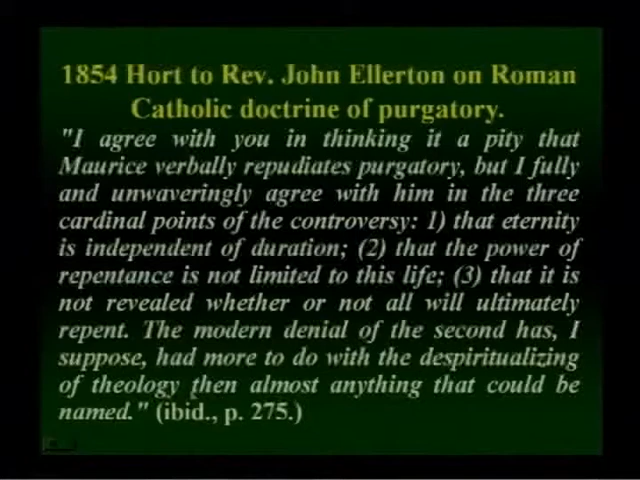 1854 Hort to Rev. John Ellerton on Roman
Catholic doctrine of purgatory.
"I agree with you in thinking it a pity that
Maurice verbally repudiates purgatory, but I fully
and unwaveringly agree with him in the three
cardinal points of the controversy: 1) that eternity
is independent of duration; (2) that the power of
repentance is not limited to this life; (3) that it is
not revealed whether or not all will ultimately
repent. The modern denial of the second has, I
suppose, had more to do with the despiritualizing
of theology then almost anything that could be
named." (ibid., p. 275.)